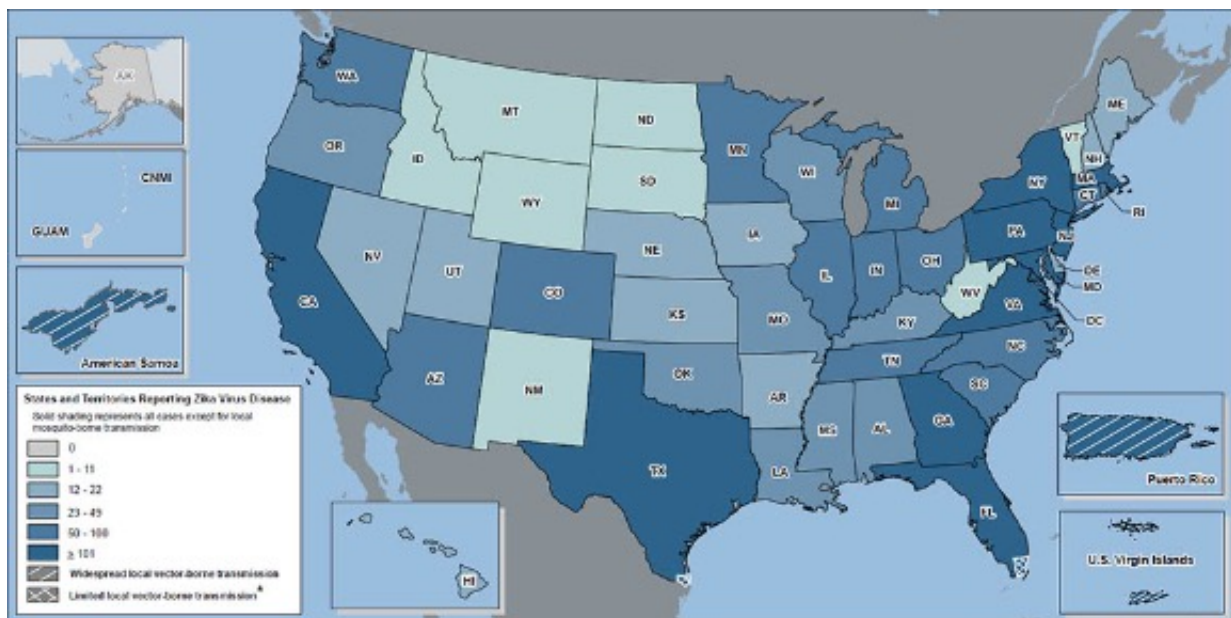 AK
CNMI
GUAM
American Samoa
States and Territories Reporting Zika Virus Disease
Solid shading represents all cases except for local
mosquito-borne transmission
0
1 - 11
12 - 22
23 - 49
50 - 100
≥ 101
Widespread local vector-borne transmission
Limited local vector-borne transmission*
WA
MT
ND
MN
OR
ID
SD
WY
WI
MI
NY
VT
ME
NH
MA
CT
RI
NV
UT
CO
NE
IA
IL
IN
OH
PA
NJ
DE
MD
DC
WV
VA
CA
KS
MO
KY
NC
TN
AZ
NM
OK
AR
SC
MS
AL
GA
TX
LA
FL
HI
Puerto Rico
U.S. Virgin Islands